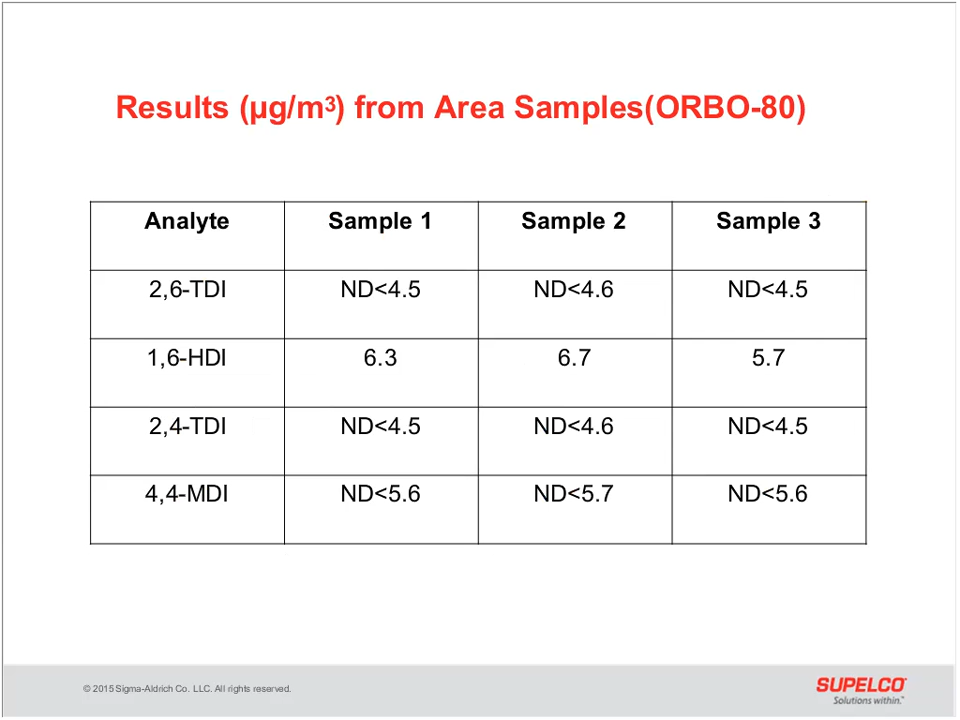 Results (µg/m³) from Area Samples(ORBO-80)
Analyte Sample 1 Sample 2 Sample 3
2,6-TDI ND<4.5 ND<4.6 ND<4.5
1,6-HDI 6.3 6.7 5.7
2,4-TDI ND<4.5 ND<4.6 ND<4.5
4,4-MDI ND<5.6 ND<5.7 ND<5.6
© 2015 Sigma-Aldrich Co. LLC. All rights reserved.
SUPELCO
Solutions within.™